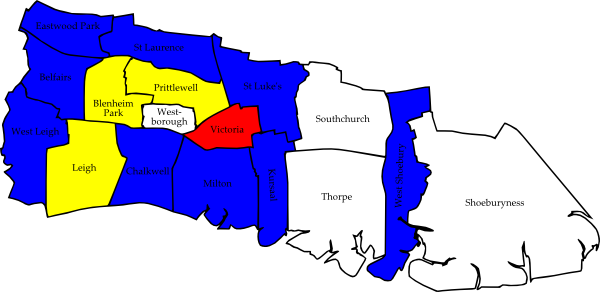 Eastwood Park
St Laurence
Belfairs
Prittlewell
St Luke's
Blenheim
Park
West-
borough
Southchurch
West Leigh
Victoria
Leigh
Chalkwell
Milton
Kursaal
Thorpe
West Shoebury
Shoeburyness